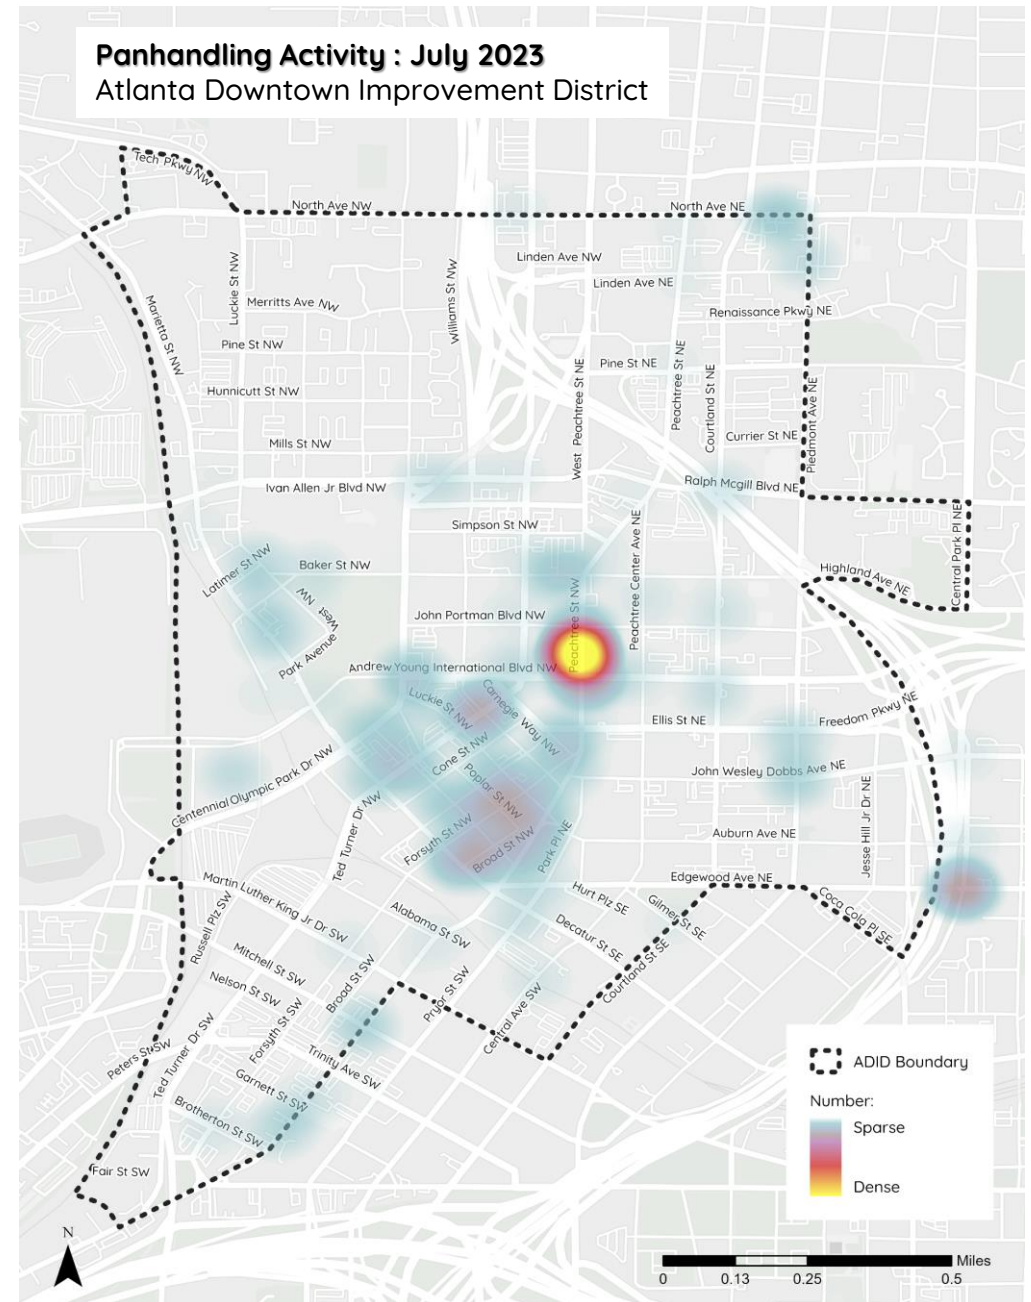 Panhandling Activity : July 2023
Atlanta Downtown Improvement District
Tech Pkwy NW
North Ave NW
North Ave NE
Linden Ave NW
Linden Ave NE
Luckie St NW
Williams St NW
Merritts Ave NW
Renaissance Pkwy NE
Marietta St NW
Pine St NW
Pine St NE
Peachtree St NE
West Peachtree St NE
Courtland St NE
Piedmont Ave NE
Hunnicutt St NW
Currier St NE
Mills St NW
Ivan Allen Jr Blvd NW
Ralph Mcgill Blvd NE
Simpson St NW
Peachtree Center Ave NE
Central Park Pl NE
Latimer St NW
Baker St NW
Highland Ave NE
West
NW
Peachtree St NW
John Portman Blvd NW
Park Avenue
Andrew Young International Blvd NW
Luckie St NW
Carnegie Way NW
Ellis St NE
Freedom Pkwy NE
Cone St NW
Centennial Olympic Park Dr NW
Poplar St NW
John Wesley Dobbs Ave NE
Ted Turner Dr NW
Forsyth St NW
Broad St NW
Park Pl NE
Auburn Ave NE
Jesse Hill Jr Dr NE
Edgewood Ave NE
Martin Luther King Jr Dr SW
Hurt Plz SE
Gilmer St SE
Coca Cola Pl SE
Russell Plz SW
Alabama St SW
Decatur St SE
Mitchell St SW
Courtland St SE
Nelson St SW
Broad St SW
Pryor St SW
Central Ave SW
Forsyth St SW
Peters St SW
Ted Turner Dr SW
Trinity Ave SW
Garnett St SW
Brotherton St SW
Fair St SW
ADID Boundary
Number:
Sparse
Dense
N
Miles
0 0.13 0.25 0.5